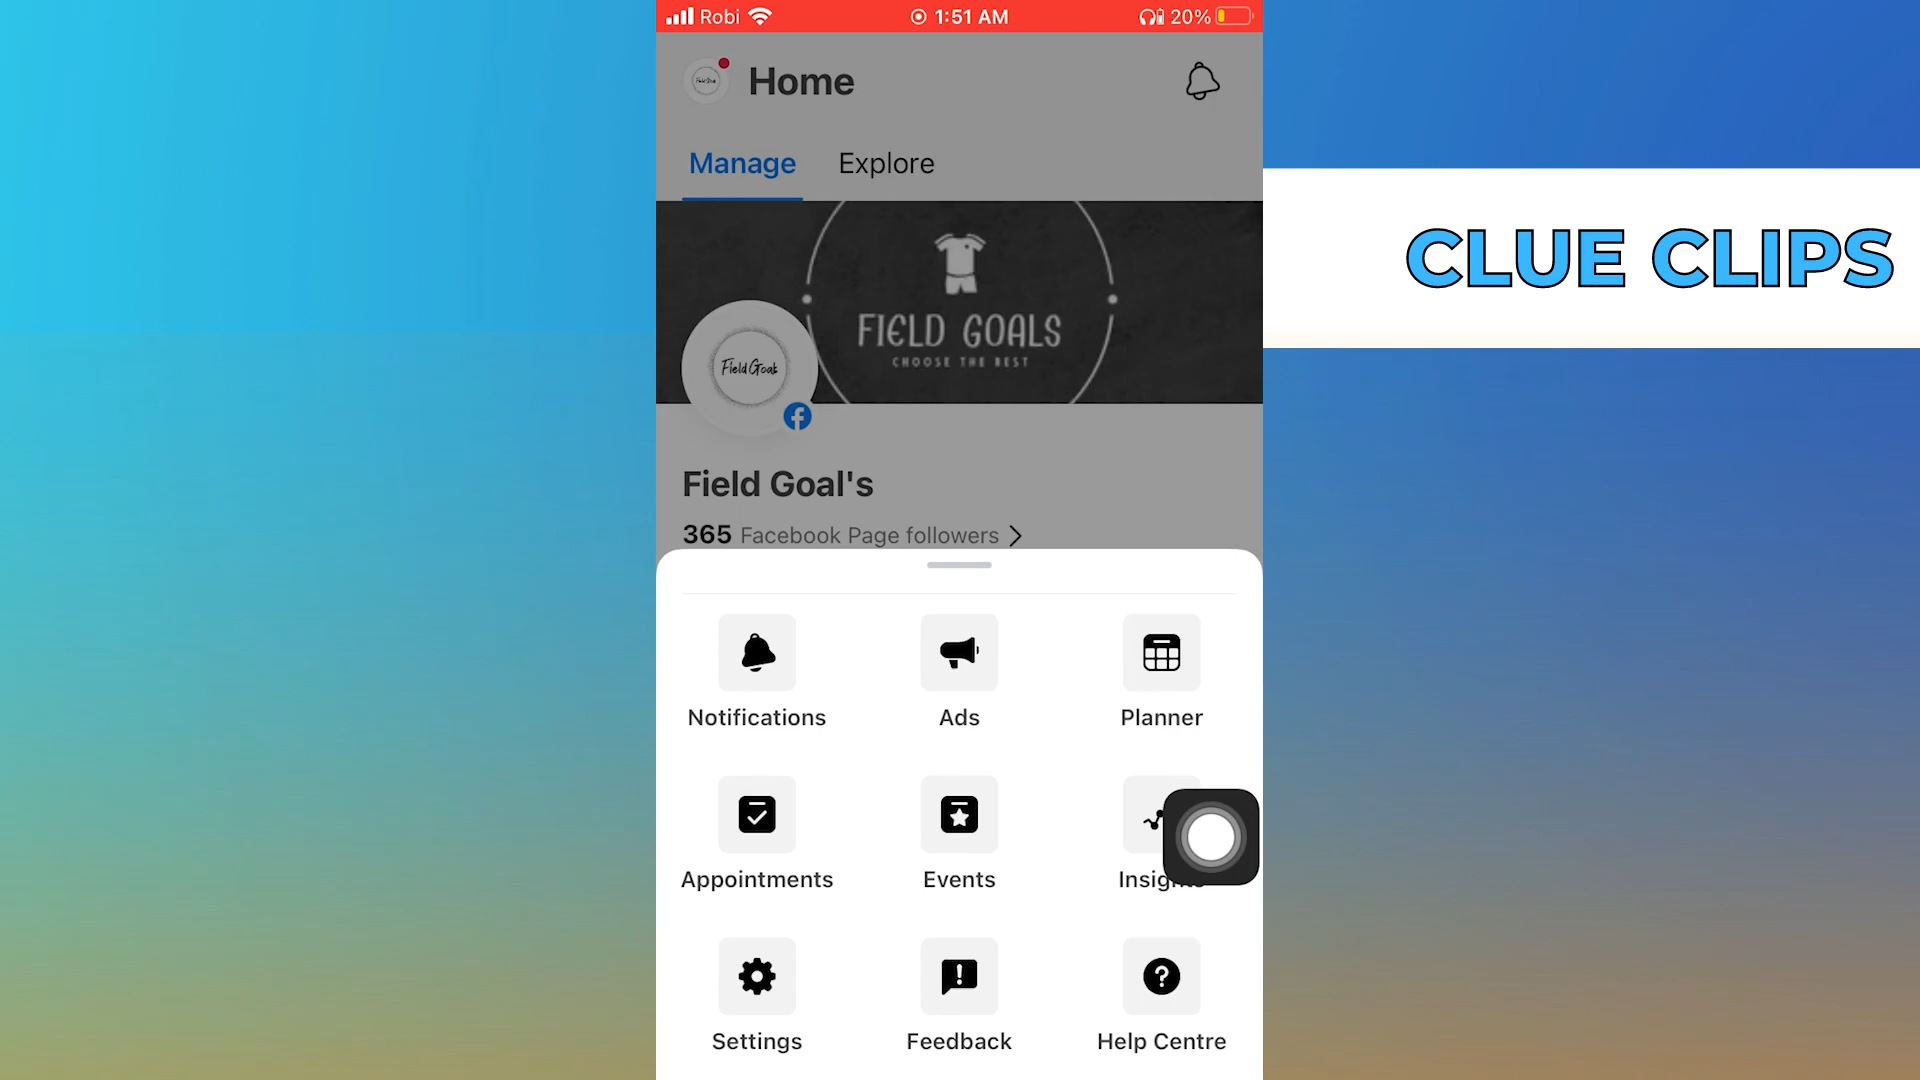 Robi
1:51 AM
20%
Home
Manage
Explore
CLUE CLIPS
FIELD GOALS
CHOOSE THE BEST
Field Goals
Field Goal's
365 Facebook Page followers
Notifications
Ads
Planner
Appointments
Events
Insights
Settings
Feedback
Help Centre